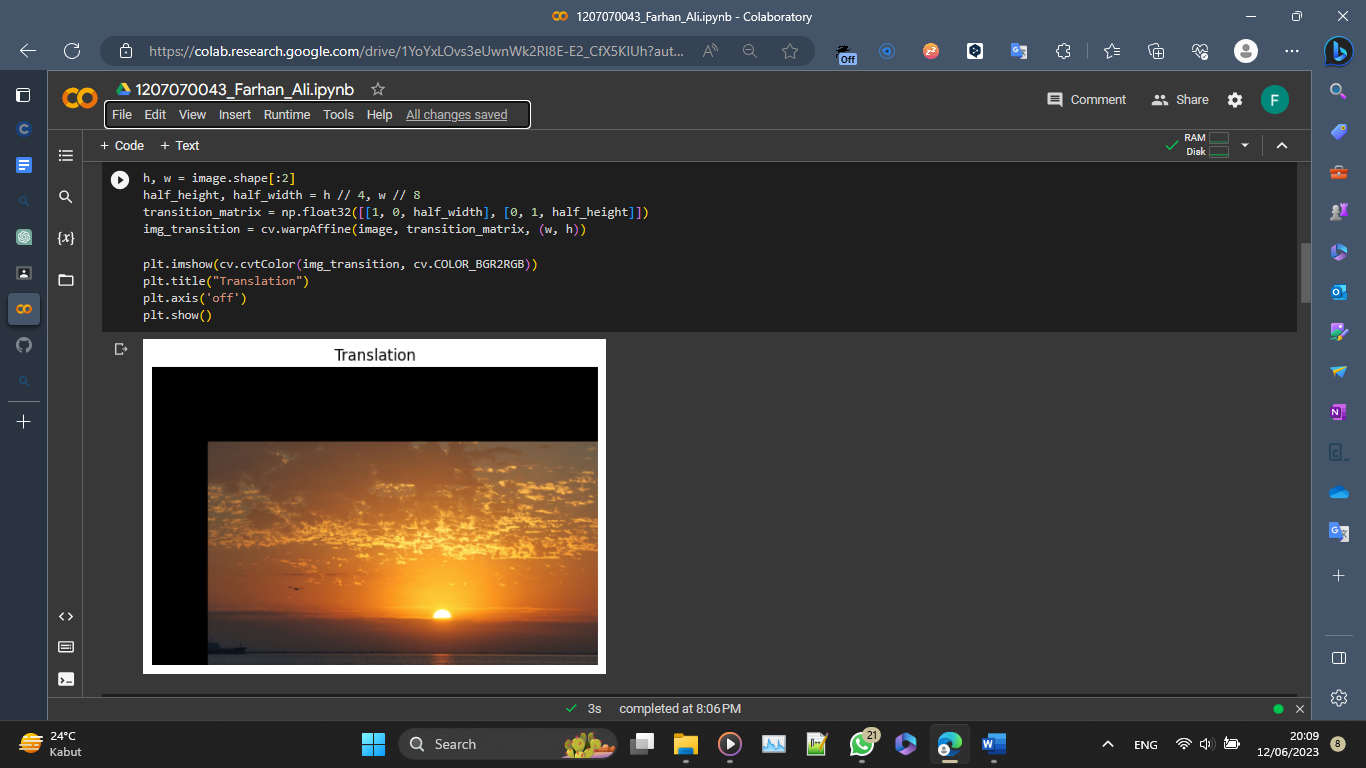 1207070043_Farhan_Ali.ipynb - Colaboratory
https://colab.research.google.com/drive/1YoYxLOvs3eUwnWk2Rl8E-E2_CfX5KIUh?aut...
Off
1207070043_Farhan_Ali.ipynb
Comment
Share
F
File Edit View Insert Runtime Tools Help All changes saved
+ Code + Text
RAM
Disk
h, w = image.shape[:2]
half_height, half_width = h // 4, w // 8
transition_matrix = np.float32([[1, 0, half_width], [0, 1, half_height]])
img_transition = cv.warpAffine(image, transition_matrix, (w, h))
plt.imshow(cv.cvtColor(img_transition, cv.COLOR_BGR2RGB))
plt.title("Translation")
plt.axis('off')
plt.show()
Translation
3s completed at 8:06 PM
24°C
Kabut
Search
21
ENG
20:09
12/06/2023
8